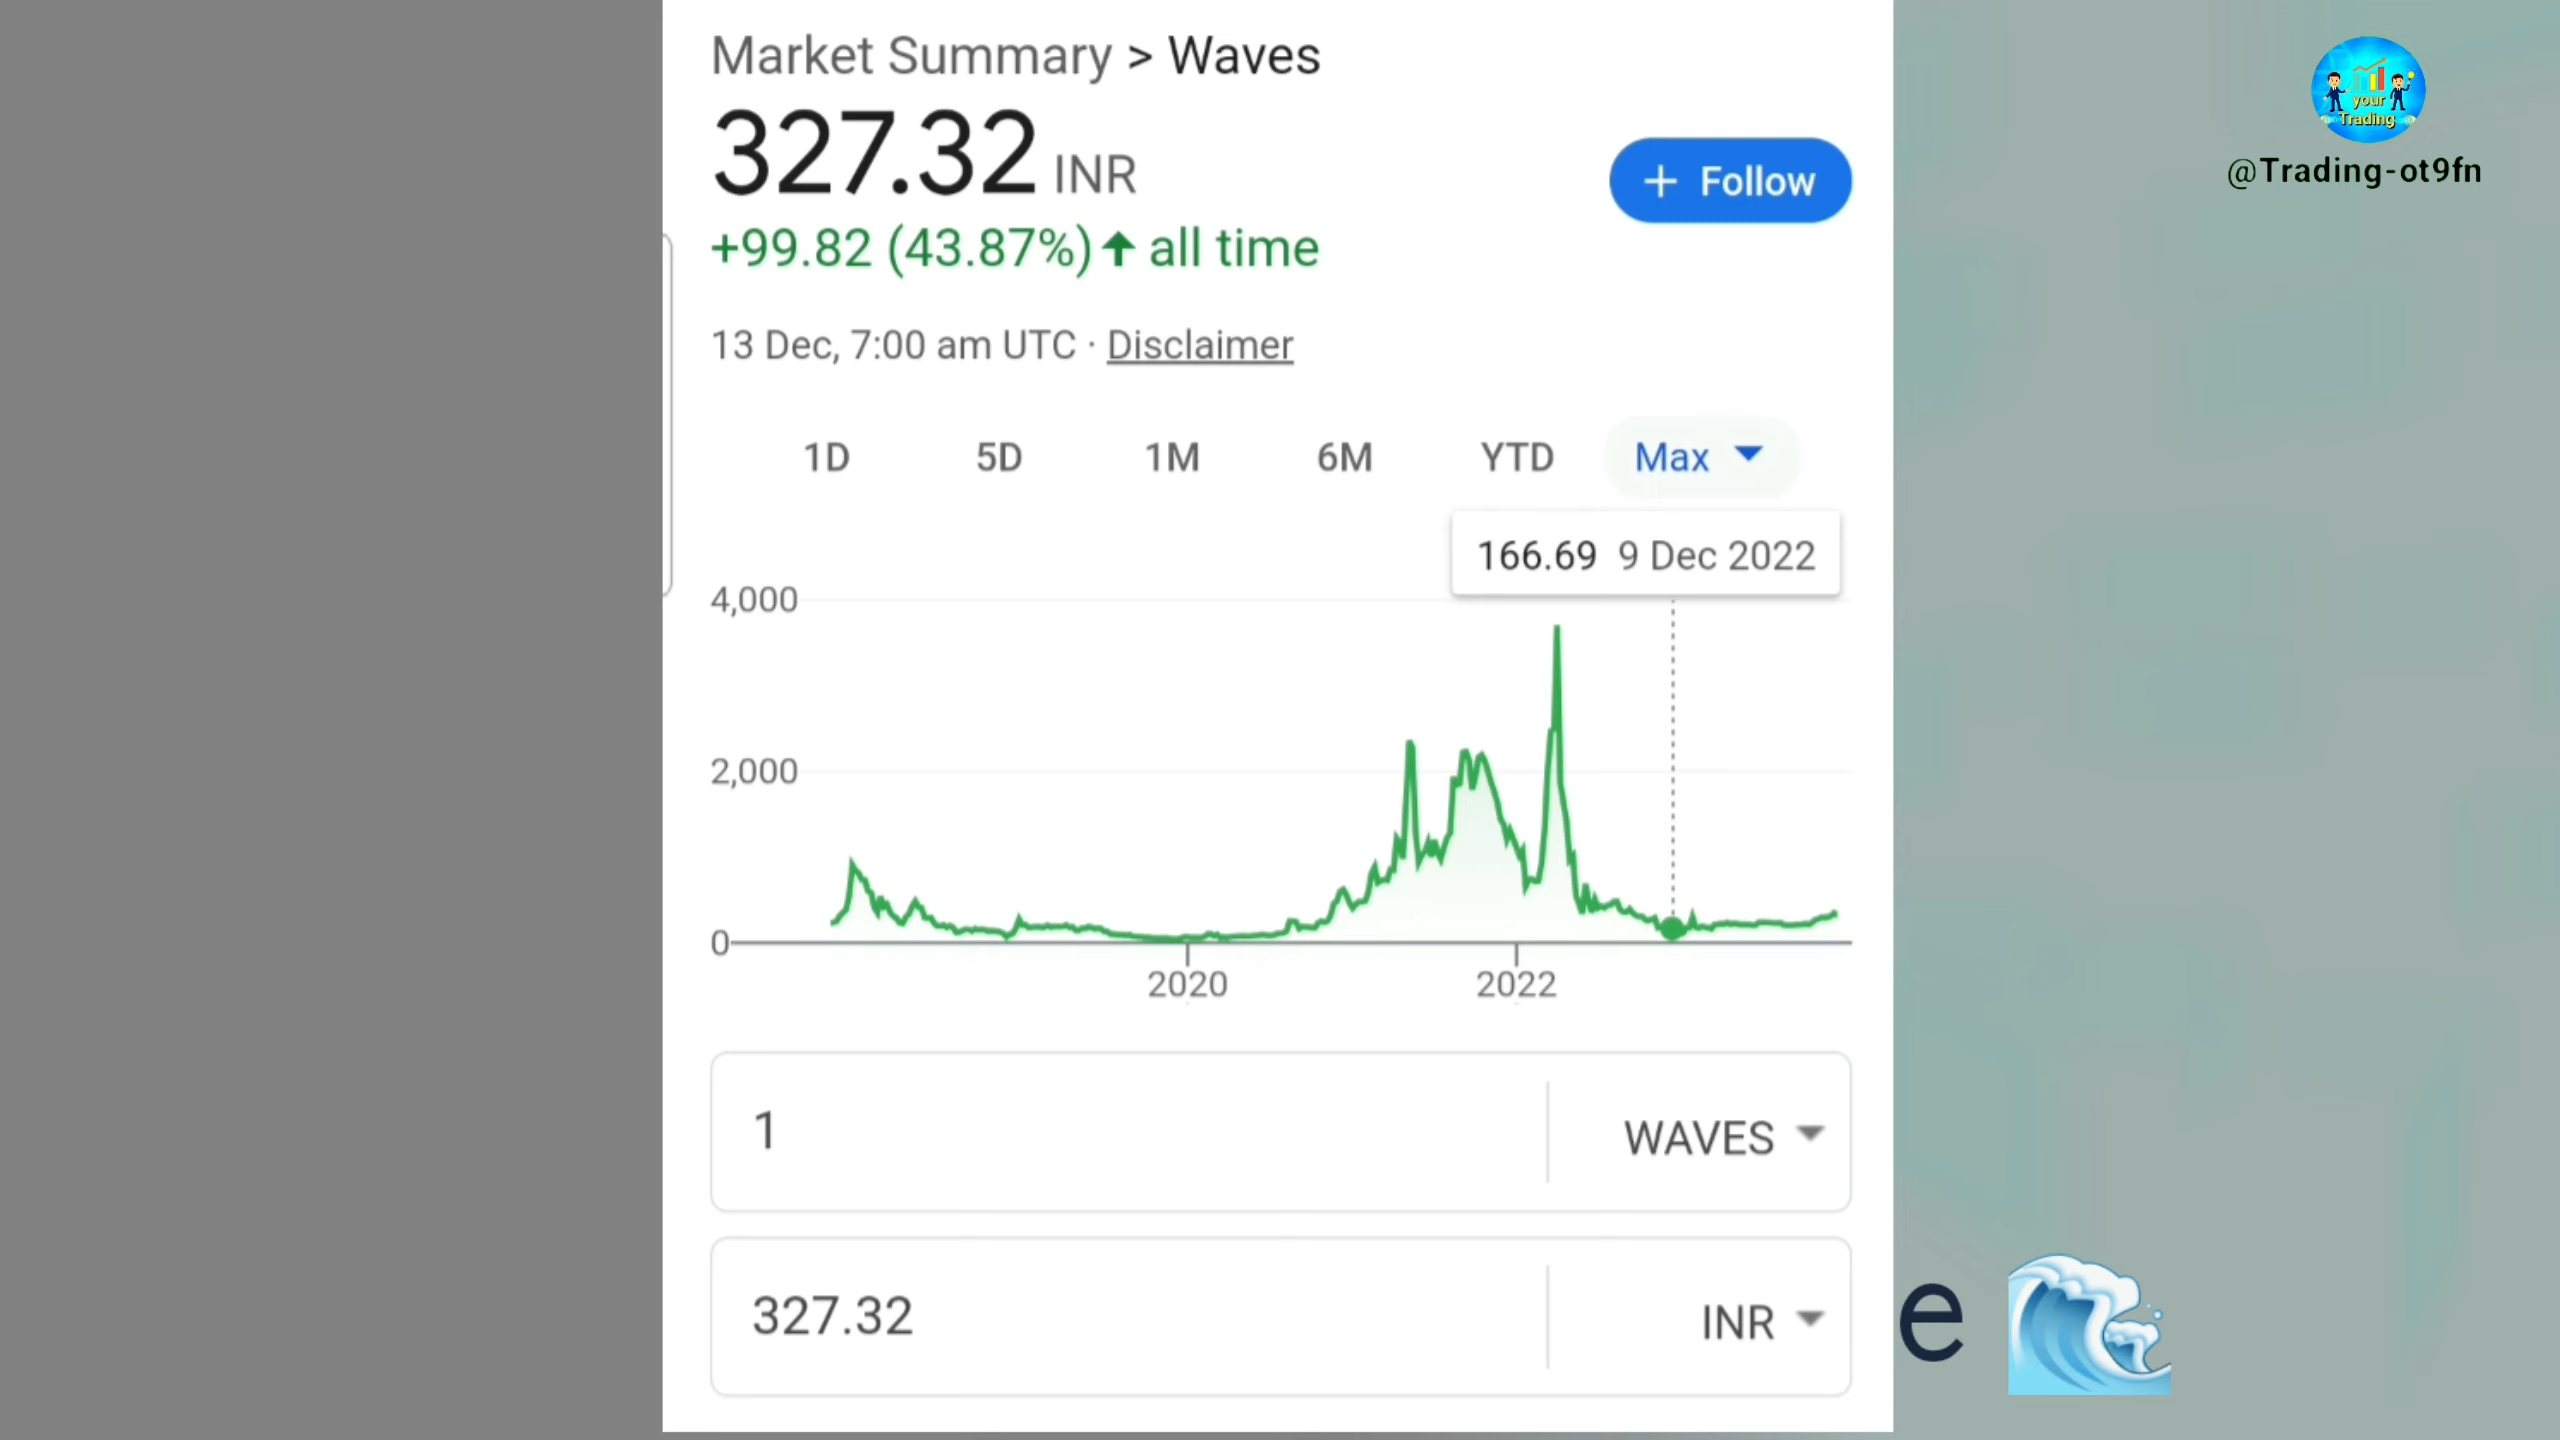 Market Summary > Waves
327.32 INR
+ Follow
+99.82 (43.87%) ↑ all time
13 Dec, 7:00 am UTC · Disclaimer
1D 5D 1M 6M YTD Max
166.69 9 Dec 2022
4,000
2,000
0
2020 2022
1 WAVES
327.32 INR
e 🌊
your
Trading
@Trading-ot9fn